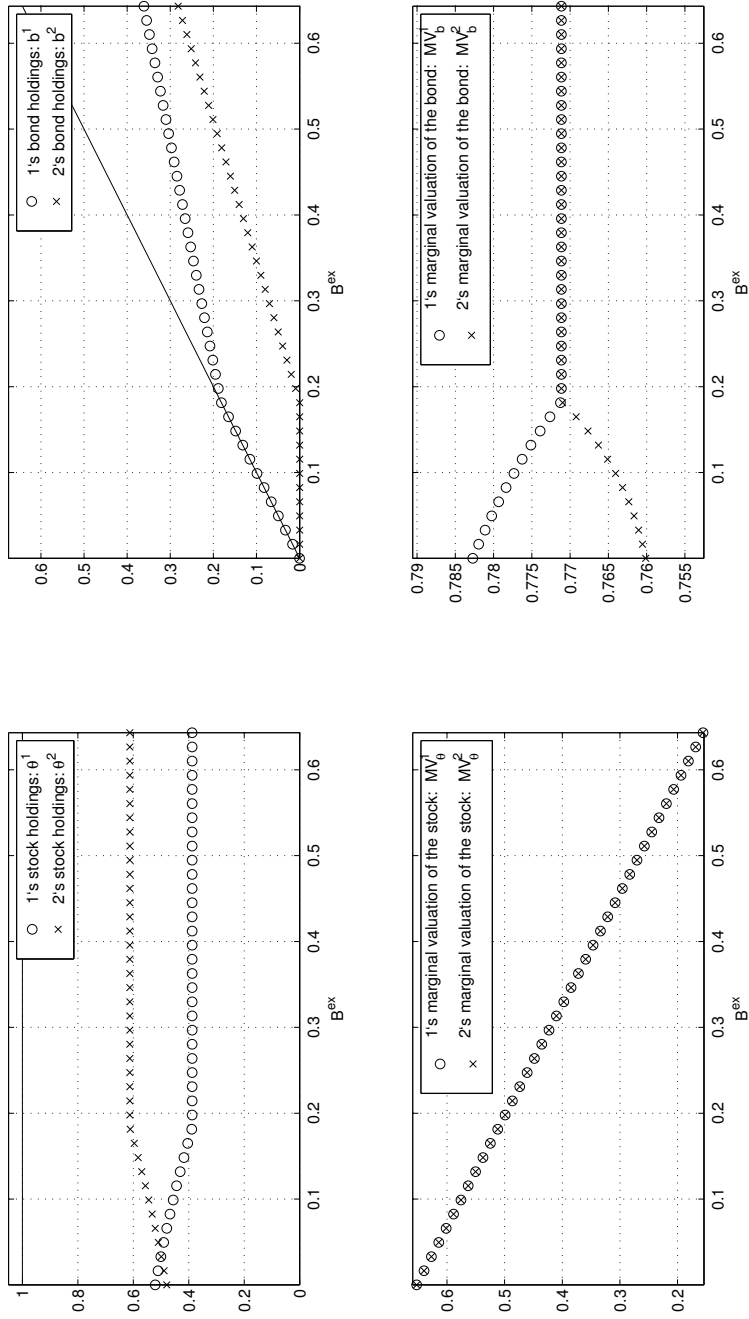 1
0.8
0.6
0.4
0.2
0
1's stock holdings: θ¹
2's stock holdings: θ²
0.1 0.2 0.3 0.4 0.5 0.6
B^ex
0.6
0.5
0.4
0.3
0.2
0.1
0
1's bond holdings: b¹
2's bond holdings: b²
0.1 0.2 0.3 0.4 0.5 0.6
B^ex
0.6
0.5
0.4
0.3
0.2
1's marginal valuation of the stock: MV¹_θ
2's marginal valuation of the stock: MV²_θ
0.1 0.2 0.3 0.4 0.5 0.6
B^ex
0.79
0.785
0.78
0.775
0.77
0.765
0.76
0.755
1's marginal valuation of the bond: MV¹_b
2's marginal valuation of the bond: MV²_b
0.1 0.2 0.3 0.4 0.5 0.6
B^ex